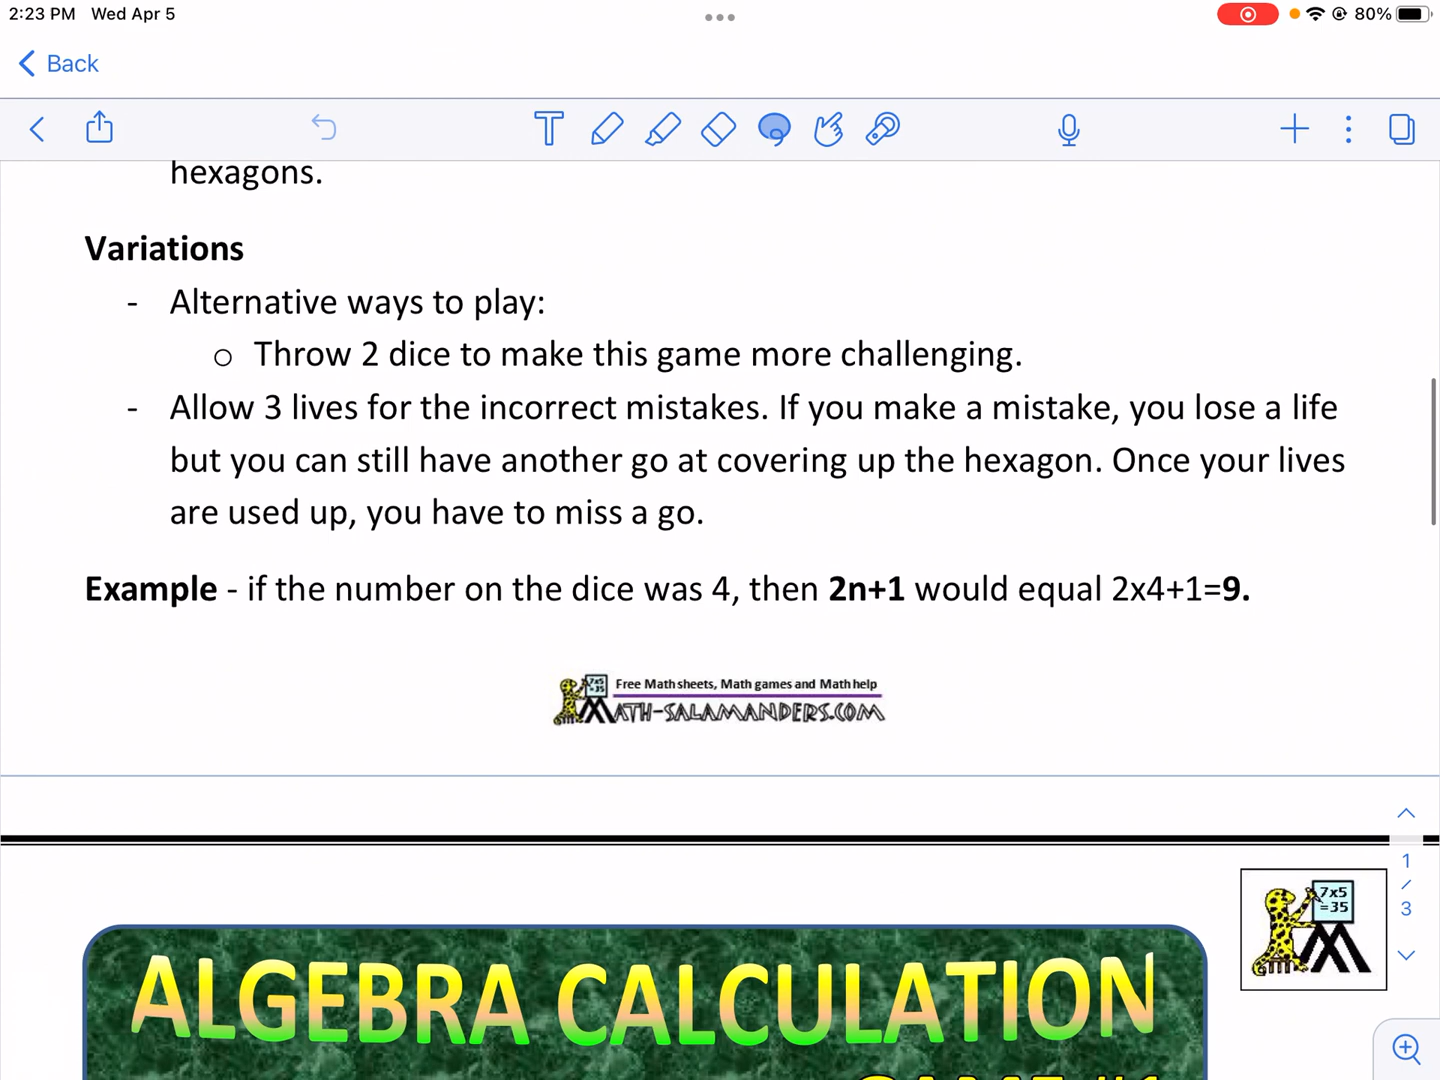 2:23 PM Wed Apr 5
80%
Back
hexagons.
Variations
- Alternative ways to play:
o Throw 2 dice to make this game more challenging.
- Allow 3 lives for the incorrect mistakes. If you make a mistake, you lose a life
but you can still have another go at covering up the hexagon. Once your lives
are used up, you have to miss a go.
Example - if the number on the dice was 4, then 2n+1 would equal 2x4+1=9.
7x5
=35
Free Math sheets, Math games and Math help
MATH-SALAMANDERS.COM
1
/
3
7x5
=35
ALGEBRA CALCULATION
GAME #1